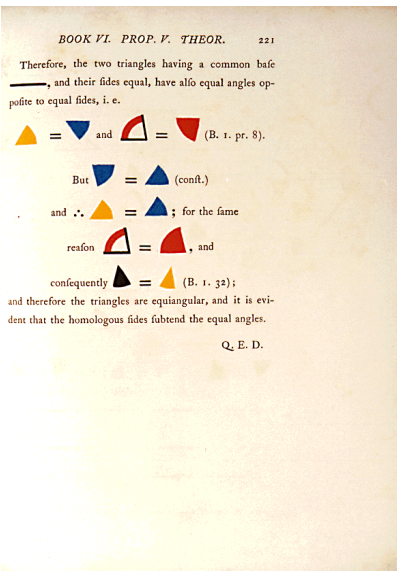 BOOK VI. PROP. V. THEOR. 221
Therefore, the two triangles having a common baſe
, and their ſides equal, have alſo equal angles op-
poſite to equal ſides, i. e.
= and = (B. 1. pr. 8).
But = (conſt.)
and ∴ = ; for the ſame
reaſon = , and
conſequently = (B. 1. 32);
and therefore the triangles are equiangular, and it is evi-
dent that the homologous ſides ſubtend the equal angles.
Q. E. D.